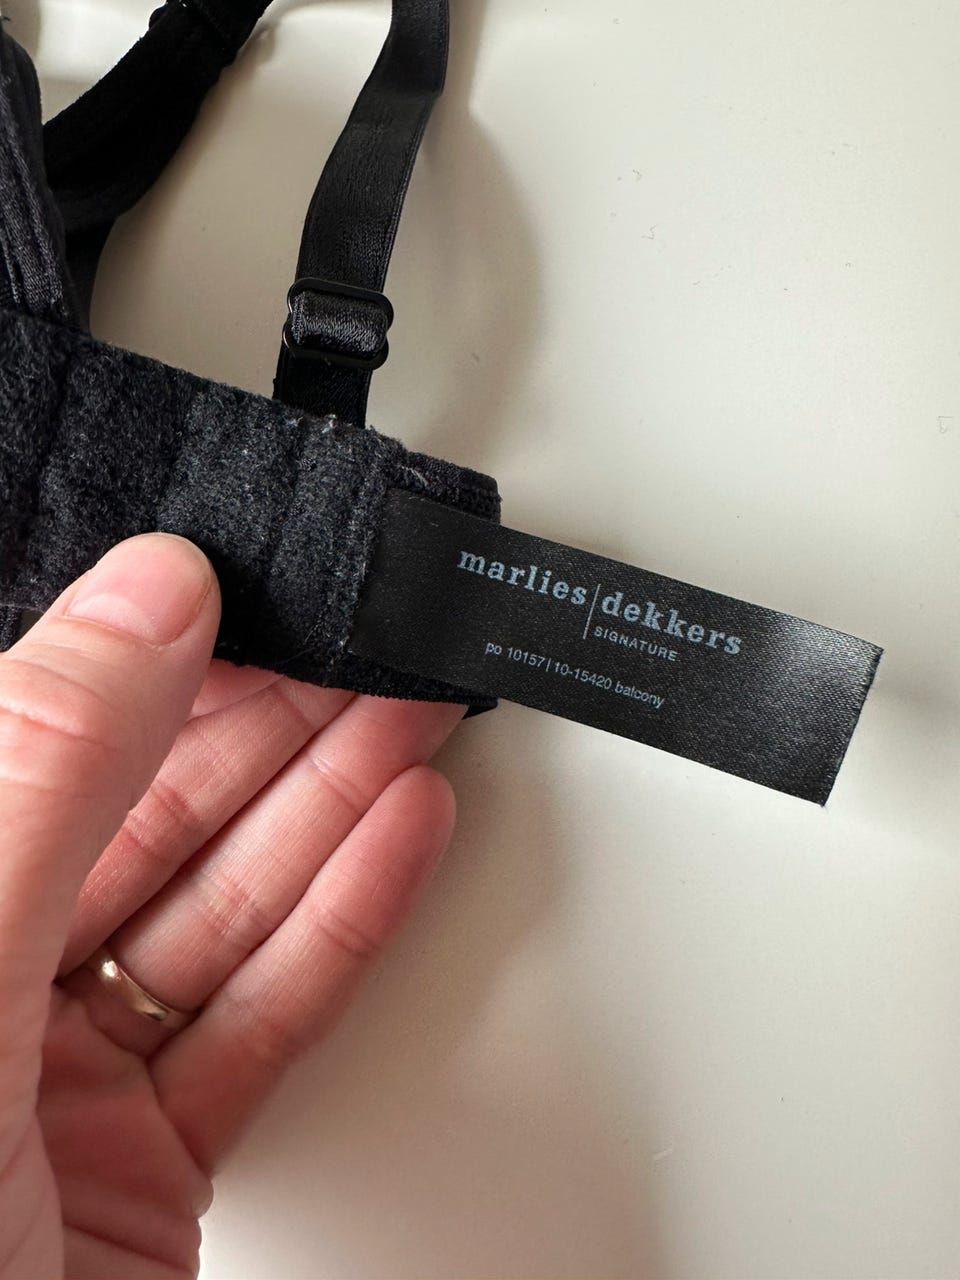 marlies|dekkers
SIGNATURE
po 10157|10-15420 balcony